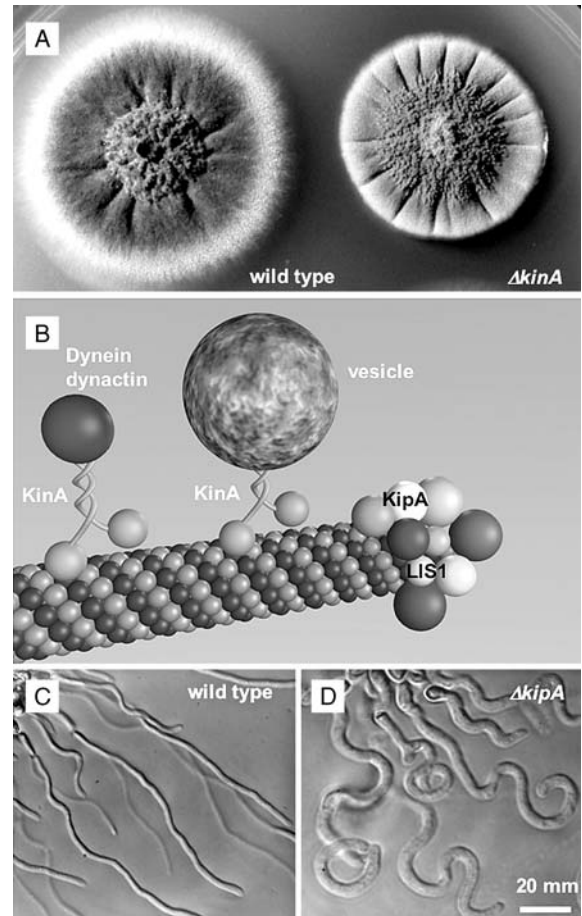 A
wild type
ΔkinA
B
Dynein
dynactin
vesicle
KinA
KinA
KipA
LIS1
C
wild type
D
ΔkipA
20 mm